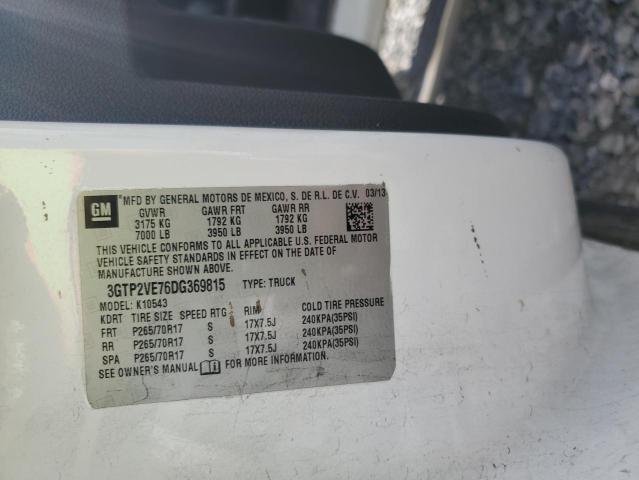 GM
MFD BY GENERAL MOTORS DE MEXICO, S. DE R.L. DE C.V. 03/13
GVWR GAWR FRT GAWR RR
3175 KG 1792 KG 1792 KG
7000 LB 3950 LB 3950 LB
THIS VEHICLE CONFORMS TO ALL APPLICABLE U.S. FEDERAL MOTOR
VEHICLE SAFETY STANDARDS IN EFFECT ON THE DATE OF
MANUFACTURE SHOWN ABOVE.
3GTP2VE76DG369815 TYPE: TRUCK
MODEL: K10543
KDRT TIRE SIZE SPEED RTG RIM COLD TIRE PRESSURE
FRT P265/70R17 S 17X7.5J 240KPA(35PSI)
RR P265/70R17 S 17X7.5J 240KPA(35PSI)
SPA P265/70R17 S 17X7.5J 240KPA(35PSI)
SEE OWNER'S MANUAL FOR MORE INFORMATION.